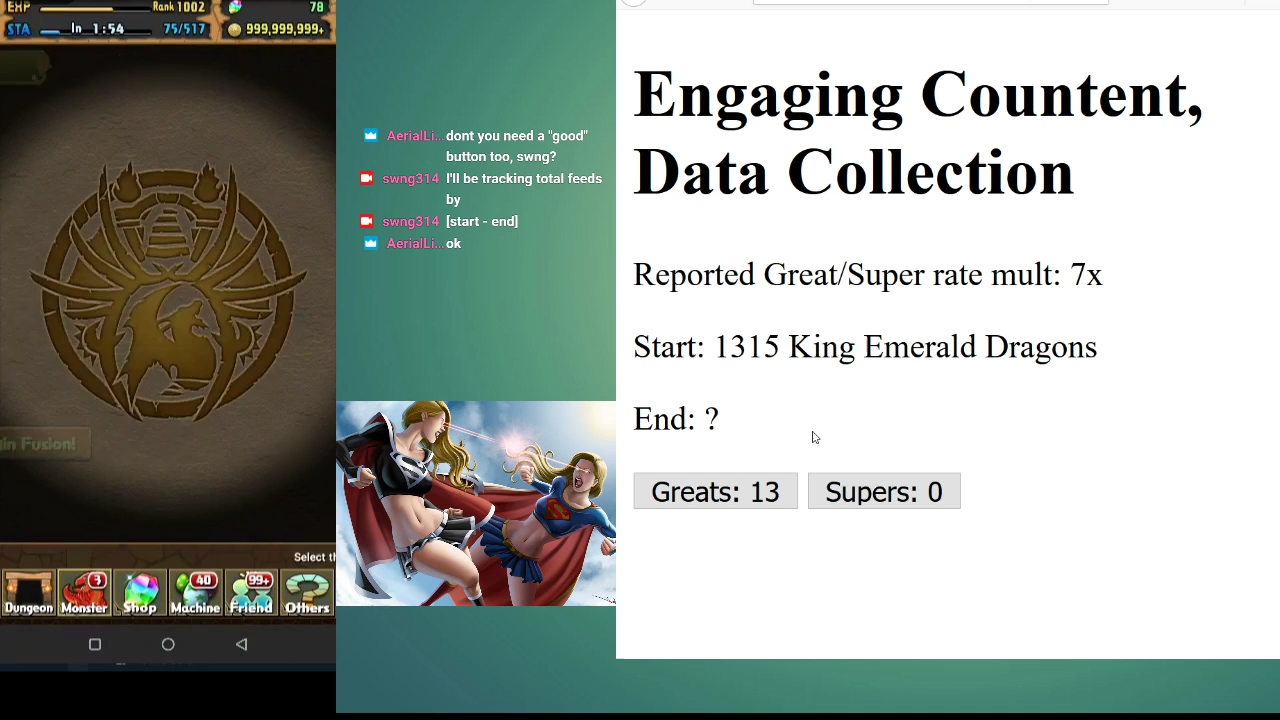 EXP Rank 1002 78
STA In 1:54 75/517 999,999,999+
AerialLi... dont you need a "good"
button too, swng?
swng314 I'll be tracking total feeds
by
swng314 [start - end]
AerialLi... ok
gin Fusion!
Select th
3 40 99+
Dungeon Monster Shop Machine Friend Others
Engaging Countent,
Data Collection
Reported Great/Super rate mult: 7x
Start: 1315 King Emerald Dragons
End: ?
Greats: 13 Supers: 0